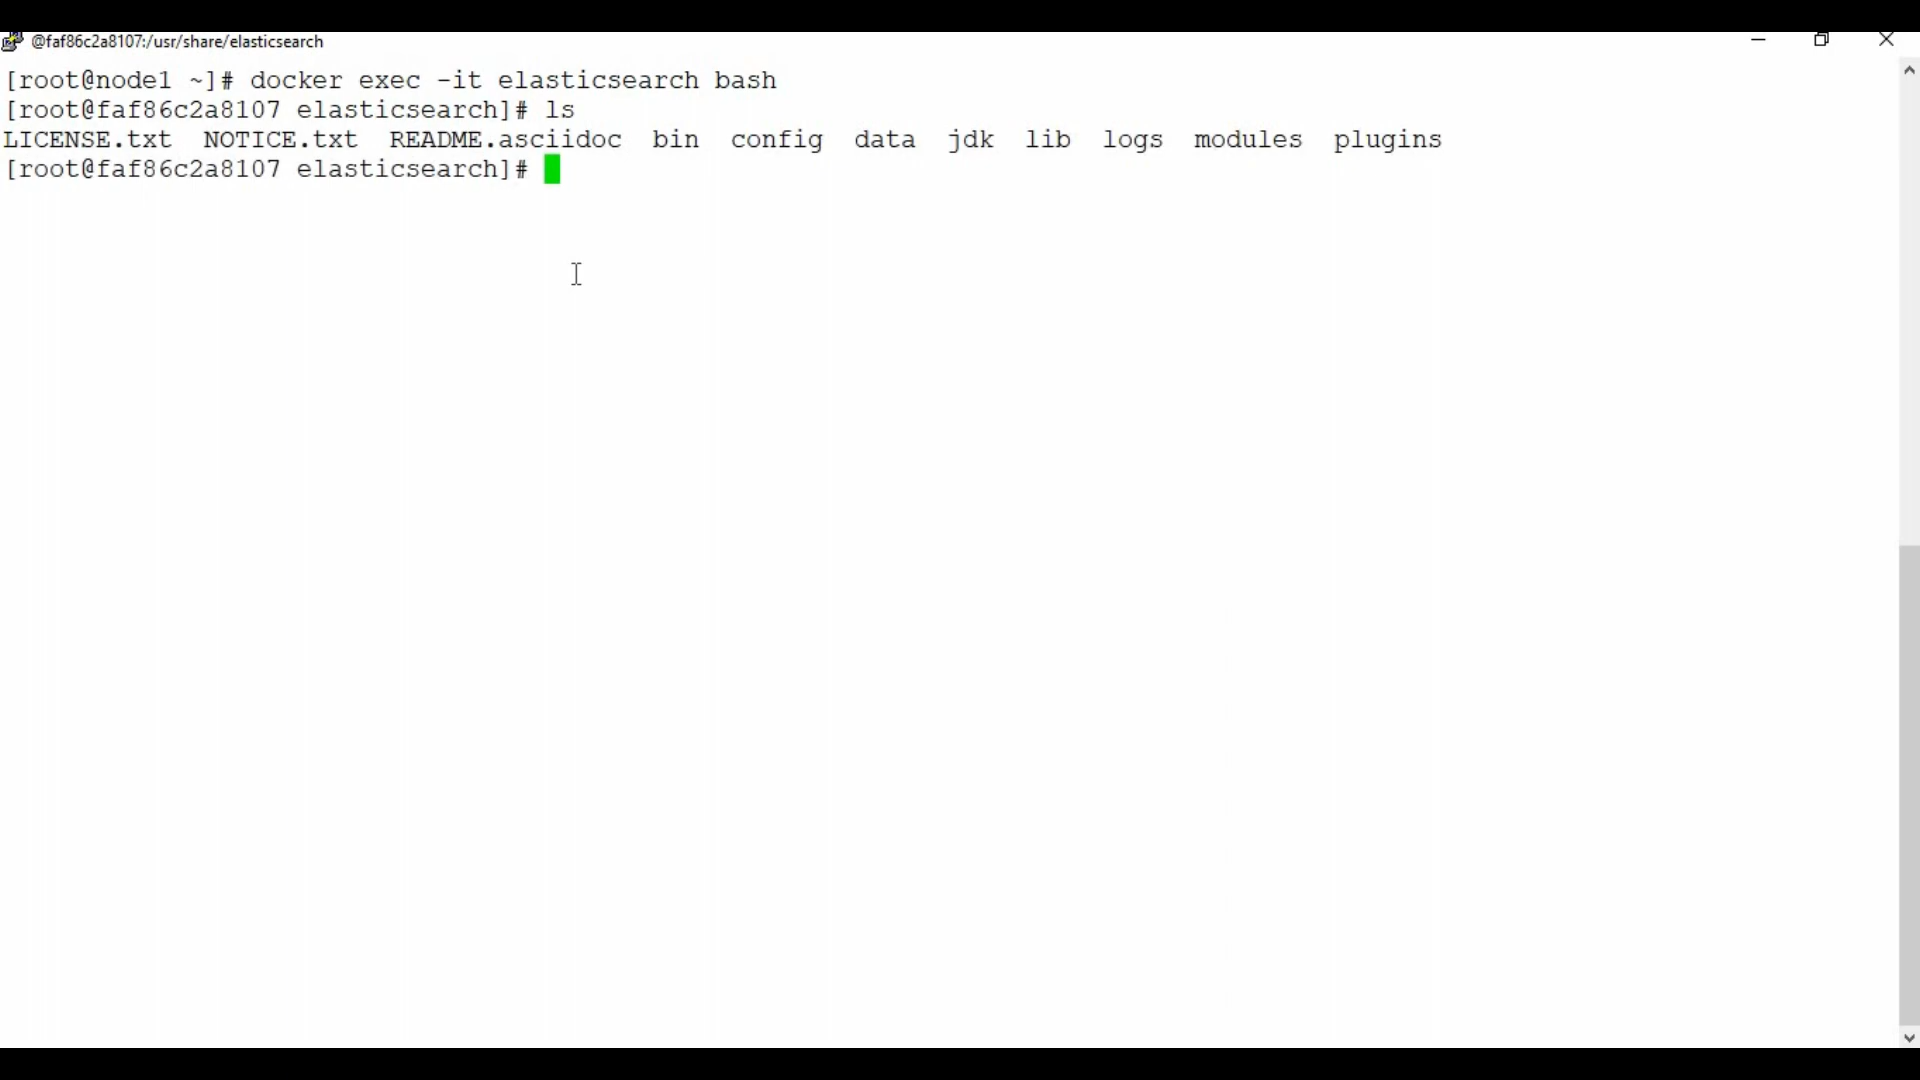 @faf86c2a8107:/usr/share/elasticsearch
[root@node1 ~]# docker exec -it elasticsearch bash
[root@faf86c2a8107 elasticsearch]# ls
LICENSE.txt  NOTICE.txt  README.asciidoc  bin  config  data  jdk  lib  logs  modules  plugins
[root@faf86c2a8107 elasticsearch]#